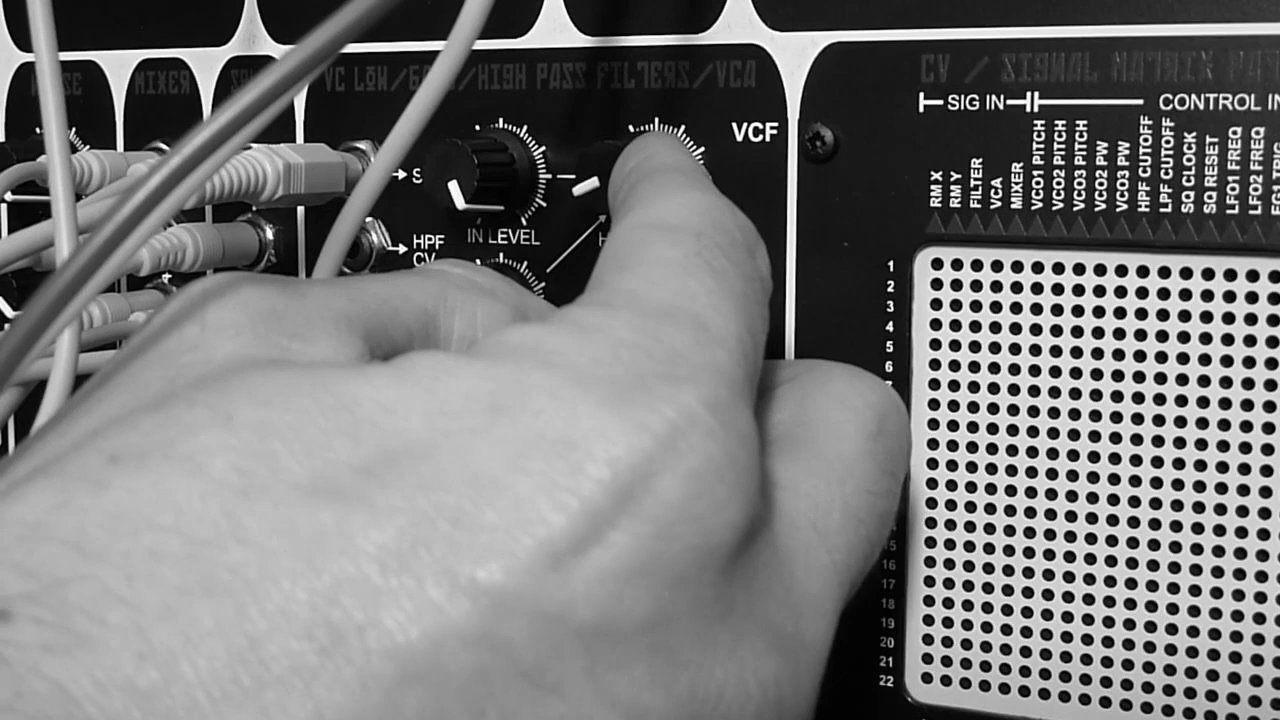 MIXER
VC LOW/
/HIGH PASS FILTERS/VCA
CV / SIGNAL MATRIX
SIG IN
CONTROL IN
VCF
S
IN LEVEL
HPF
CV
RM X
RM Y
FILTER
VCA
MIXER
VCO1 PITCH
VCO2 PITCH
VCO3 PITCH
VCO2 PW
VCO3 PW
HPF CUTOFF
LPF CUTOFF
SQ CLOCK
SQ RESET
LFO1 FREQ
LFO2 FREQ
1
2
3
4
5
6
16
17
18
19
20
21
22